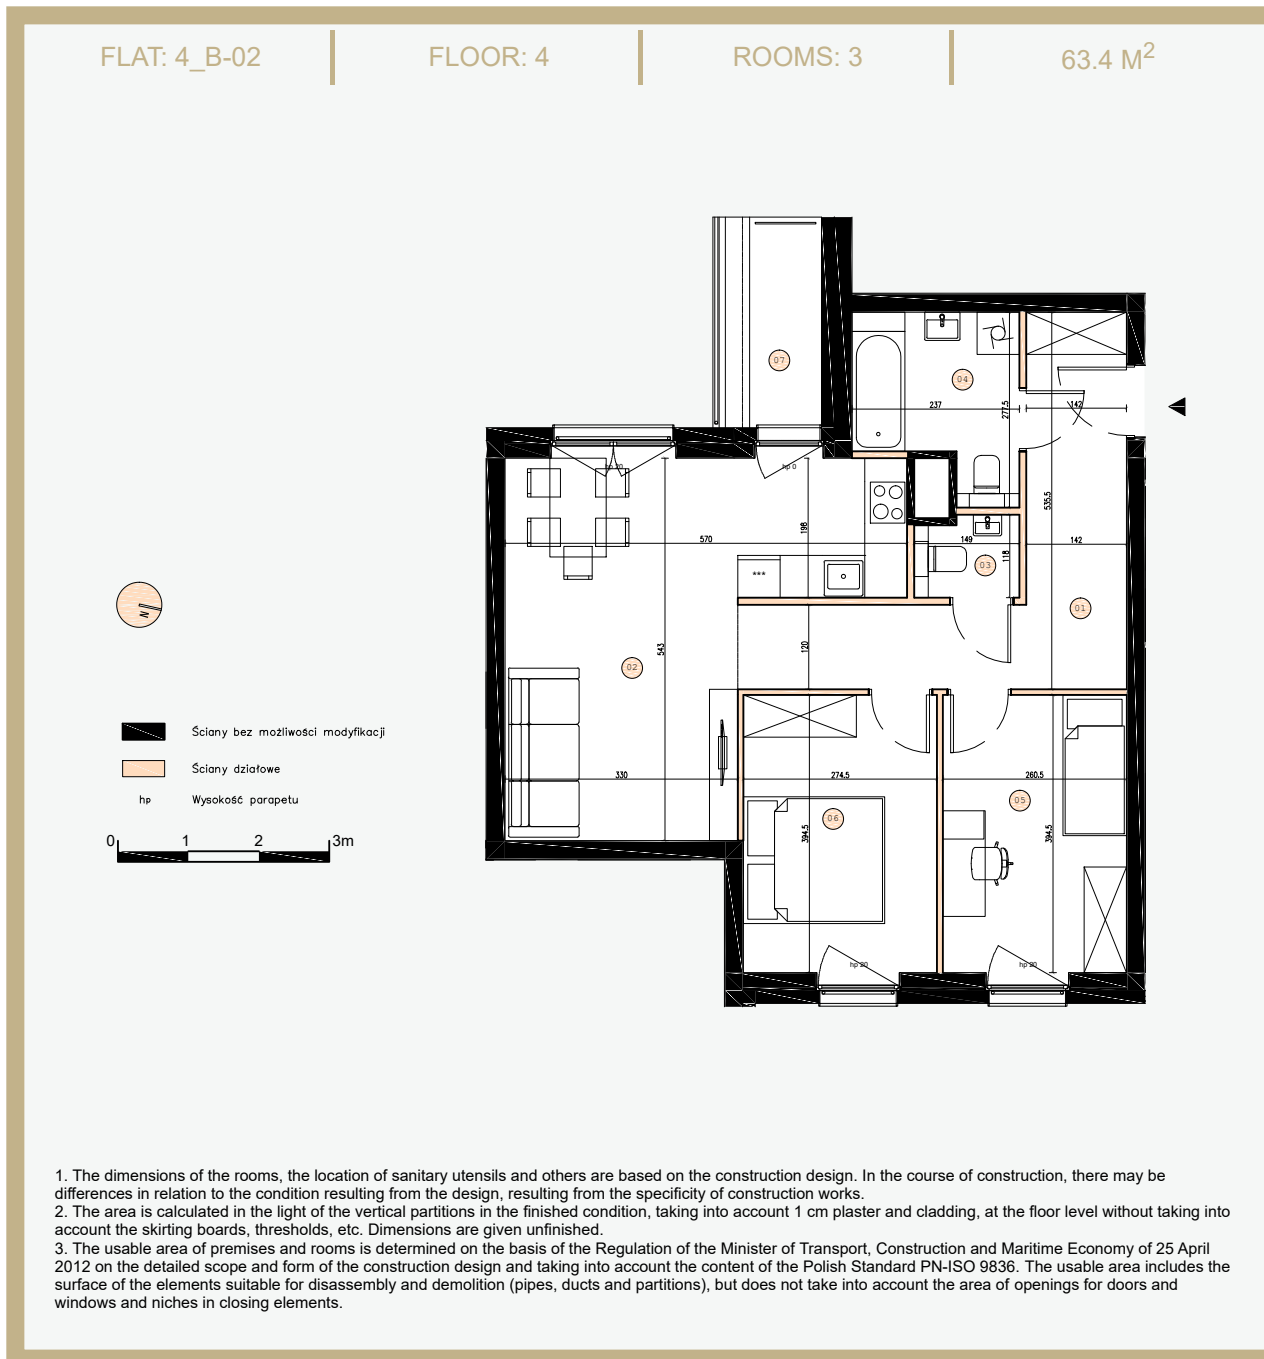 FLAT: 4_B-02
FLOOR: 4
ROOMS: 3
63.4 M²
07
04
237
277.5
142
hp 20
hp 0
535.5
198
570
149
118
142
03
***
01
N
120
543
02
Ściany bez możliwości modyfikacji
Ściany działowe
hp Wysokość parapetu
330
274.5
260.5
05
06
394.5
394.5
0 1 2 3m
hp 20
hp 20
1. The dimensions of the rooms, the location of sanitary utensils and others are based on the construction design. In the course of construction, there may be
differences in relation to the condition resulting from the design, resulting from the specificity of construction works.
2. The area is calculated in the light of the vertical partitions in the finished condition, taking into account 1 cm plaster and cladding, at the floor level without taking into
account the skirting boards, thresholds, etc. Dimensions are given unfinished.
3. The usable area of premises and rooms is determined on the basis of the Regulation of the Minister of Transport, Construction and Maritime Economy of 25 April
2012 on the detailed scope and form of the construction design and taking into account the content of the Polish Standard PN-ISO 9836. The usable area includes the
surface of the elements suitable for disassembly and demolition (pipes, ducts and partitions), but does not take into account the area of openings for doors and
windows and niches in closing elements.